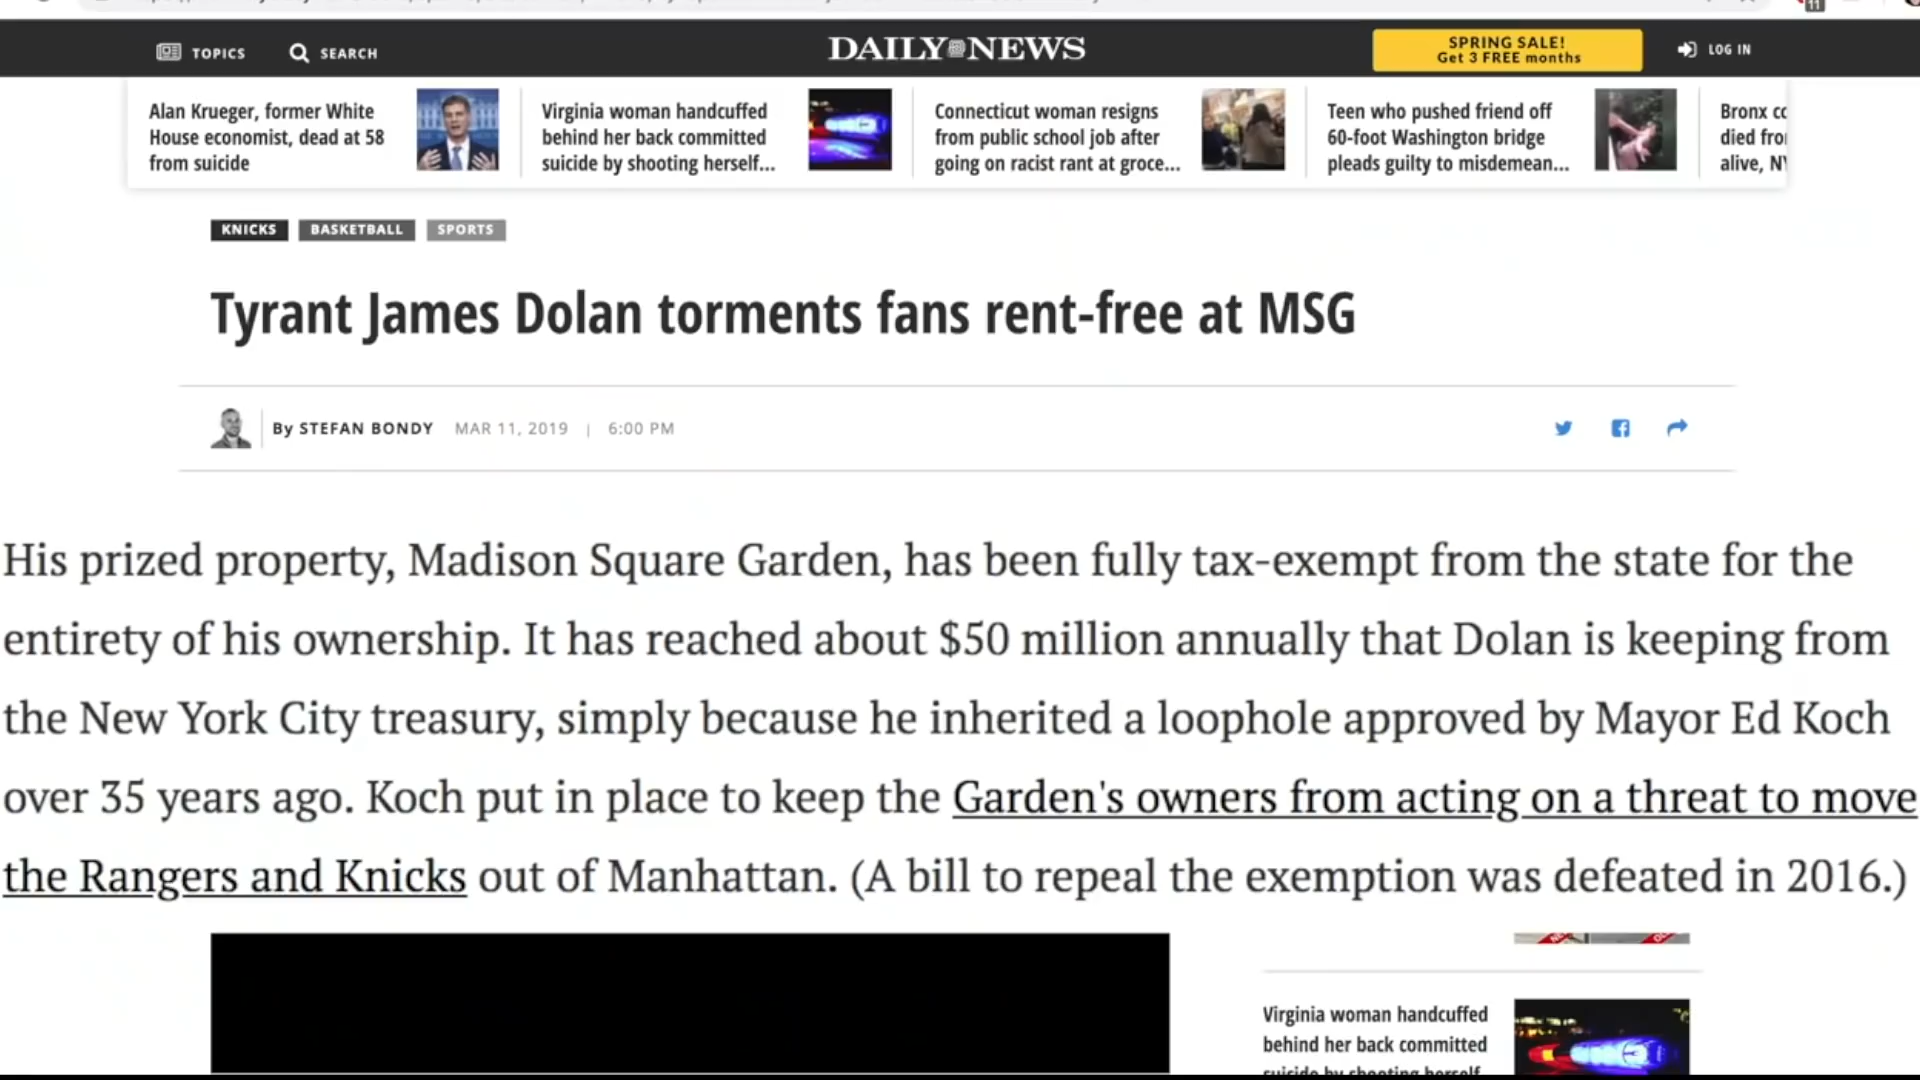 11
TOPICS
SEARCH
DAILY NEWS
SPRING SALE!
Get 3 FREE months
LOG IN
Alan Krueger, former White
House economist, dead at 58
from suicide
Virginia woman handcuffed
behind her back committed
suicide by shooting herself...
Connecticut woman resigns
from public school job after
going on racist rant at groce...
Teen who pushed friend off
60-foot Washington bridge
pleads guilty to misdemean...
Bronx
died
alive,
KNICKS BASKETBALL SPORTS
Tyrant James Dolan torments fans rent-free at MSG
By STEFAN BONDY MAR 11, 2019 | 6:00 PM
His prized property, Madison Square Garden, has been fully tax-exempt from the state for the
entirety of his ownership. It has reached about $50 million annually that Dolan is keeping from
the New York City treasury, simply because he inherited a loophole approved by Mayor Ed Koch
over 35 years ago. Koch put in place to keep the Garden's owners from acting on a threat to move
the Rangers and Knicks out of Manhattan. (A bill to repeal the exemption was defeated in 2016.)
Virginia woman handcuffed
behind her back committed
suicide by shooting herself